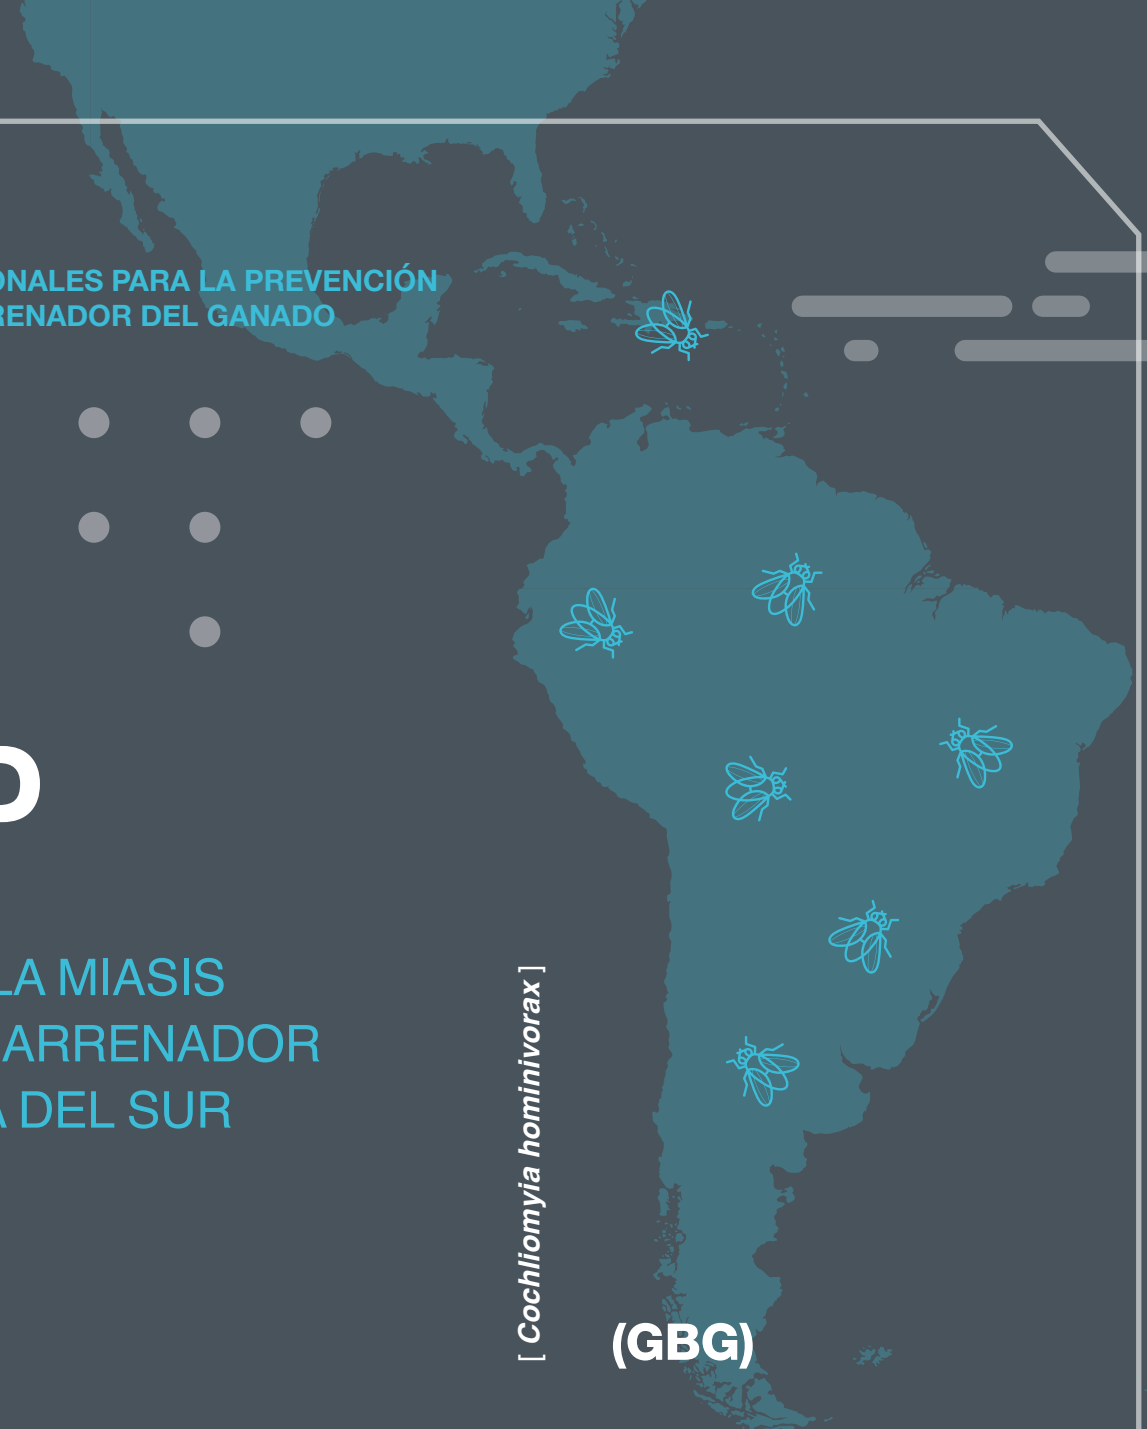 ONALES PARA LA PREVENCIÓN
RENADOR DEL GANADO
LA MIASIS
ARRENADOR
A DEL SUR
[ Cochliomyia hominivorax ]
(GBG)